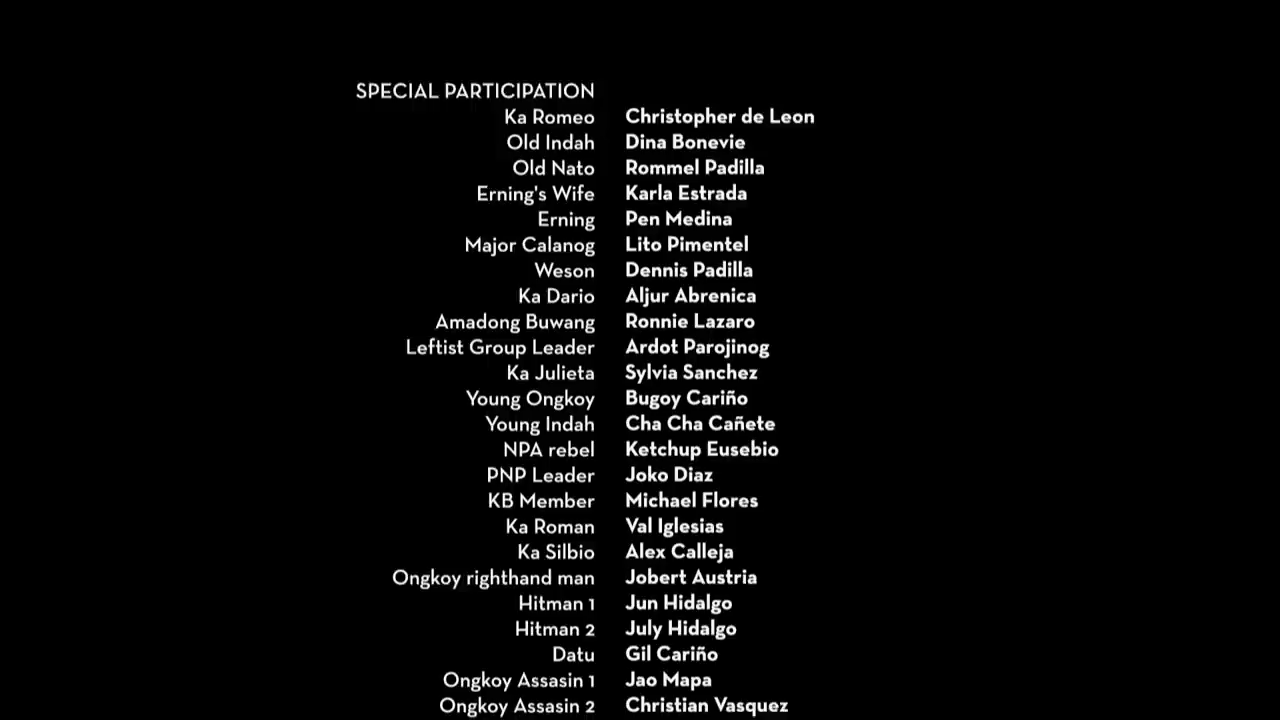 SPECIAL PARTICIPATION
Ka Romeo Christopher de Leon
Old Indah Dina Bonevie
Old Nato Rommel Padilla
Erning's Wife Karla Estrada
Erning Pen Medina
Major Calanog Lito Pimentel
Weson Dennis Padilla
Ka Dario Aljur Abrenica
Amadong Buwang Ronnie Lazaro
Leftist Group Leader Ardot Parojinog
Ka Julieta Sylvia Sanchez
Young Ongkoy Bugoy Cariño
Young Indah Cha Cha Cañete
NPA rebel Ketchup Eusebio
PNP Leader Joko Diaz
KB Member Michael Flores
Ka Roman Val Iglesias
Ka Silbio Alex Calleja
Ongkoy righthand man Jobert Austria
Hitman 1 Jun Hidalgo
Hitman 2 July Hidalgo
Datu Gil Cariño
Ongkoy Assasin 1 Jao Mapa
Ongkoy Assasin 2 Christian Vasquez